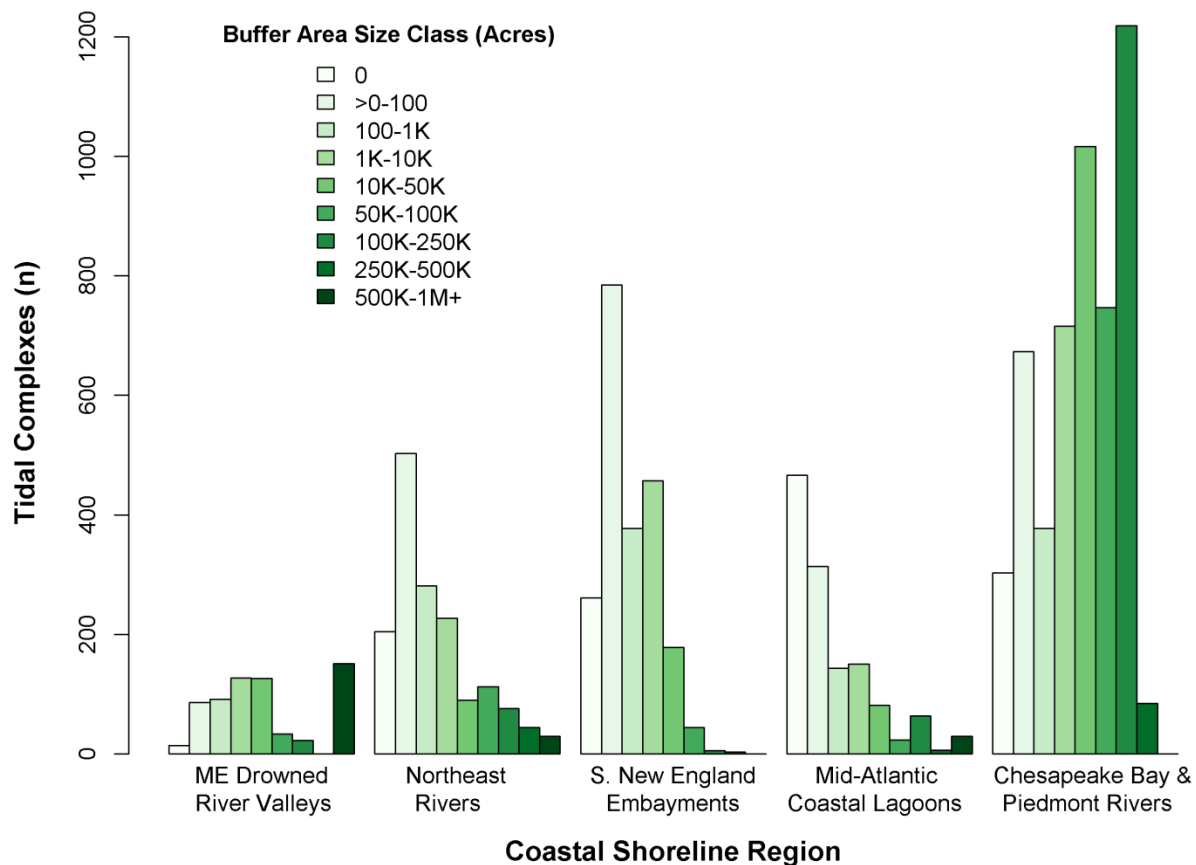 Buffer Area Size Class (Acres)
0
>0-100
100-1K
1K-10K
10K-50K
50K-100K
100K-250K
250K-500K
500K-1M+
Tidal Complexes (n)
1200
1000
800
600
400
200
0
ME Drowned
River Valleys
Northeast
Rivers
S. New England
Embayments
Mid-Atlantic
Coastal Lagoons
Chesapeake Bay &
Piedmont Rivers
Coastal Shoreline Region